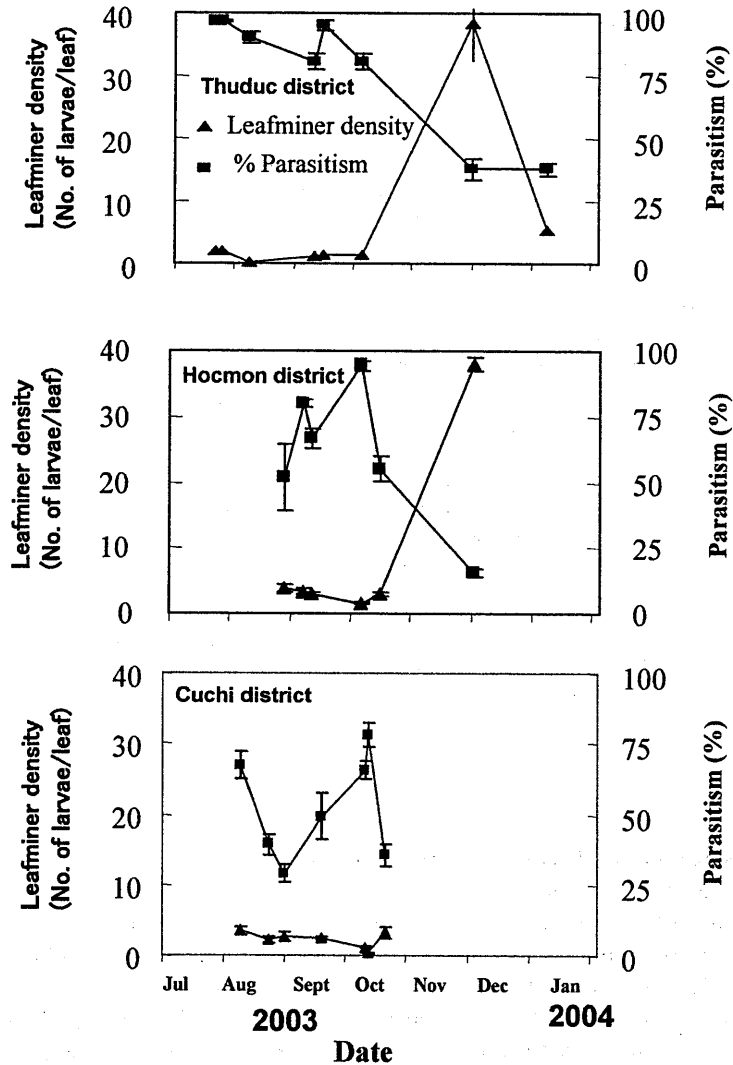 40
30
20
10
0
Leafminer density
(No. of larvae/leaf)
Thuduc district
Leafminer density
% Parasitism
100
75
50
25
0
Parasitism (%)
40
30
20
10
0
Leafminer density
(No. of larvae/leaf)
Hocmon district
100
75
50
25
0
Parasitism (%)
40
30
20
10
0
Leafminer density
(No. of larvae/leaf)
Cuchi district
100
75
50
25
0
Parasitism (%)
Jul Aug Sept Oct Nov Dec Jan
2003 2004
Date